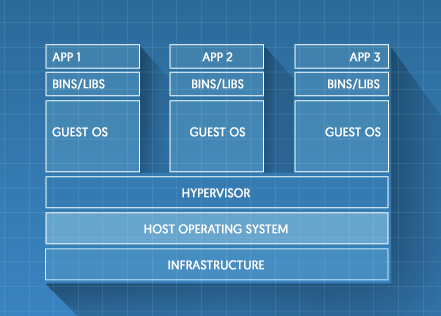 APP 1
APP 2
APP 3
BINS/LIBS
BINS/LIBS
BINS/LIBS
GUEST OS
GUEST OS
GUEST OS
HYPERVISOR
HOST OPERATING SYSTEM
INFRASTRUCTURE